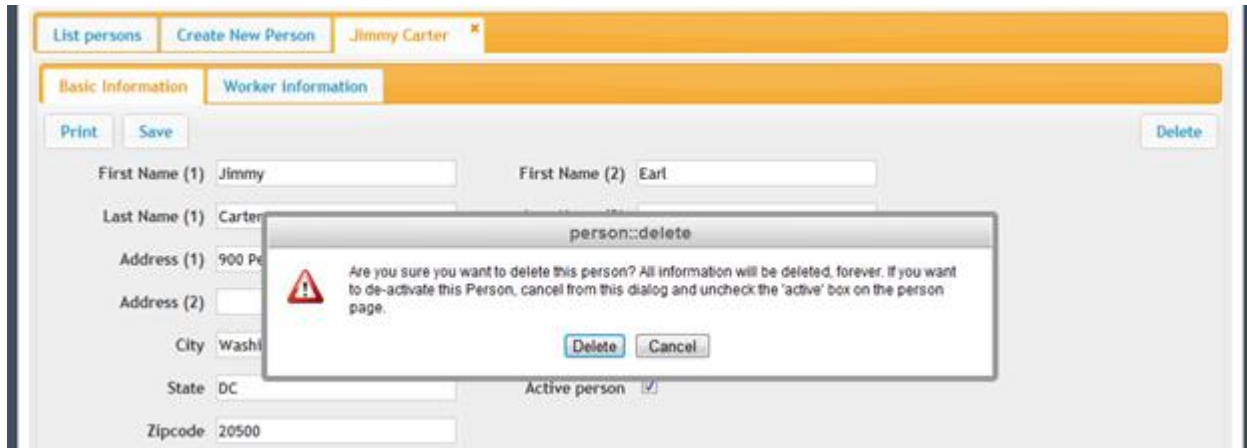 List persons Create New Person Jimmy Carter
Basic Information Worker information
Print Save Delete
First Name (1) Jimmy First Name (2) Earl
Last Name (1) Carter
person::delete
Address (1) 900
Are you sure you want to delete this person? All information will be deleted, forever. If you want
to de-activate this Person, cancel from this dialog and uncheck the 'active' box on the person
page.
Address (2)
City Washi
Delete Cancel
State DC Active person
Zipcode 20500